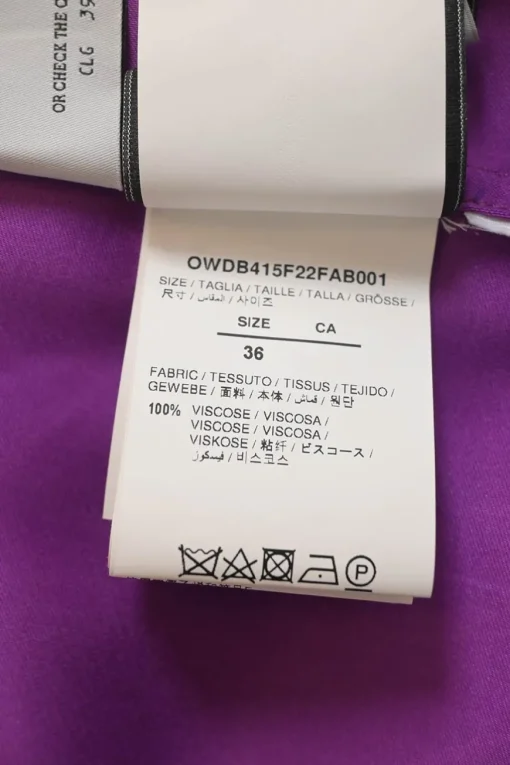 OR CHECK THE C
CLG 39
OWDB415F22FAB001
SIZE / TAGLIA / TAILLE / TALLA / GRÖSSE /
尺寸 / المقاس / 사이즈
SIZE CA
36
FABRIC / TESSUTO / TISSUS / TEJIDO /
GEWEBE / 面料 / 本体 / قماش / 원단
100% VISCOSE / VISCOSA /
VISCOSE / VISCOSA /
VISKOSE / 粘纤 / ビスコース /
فيسكوز / 비스코스
P